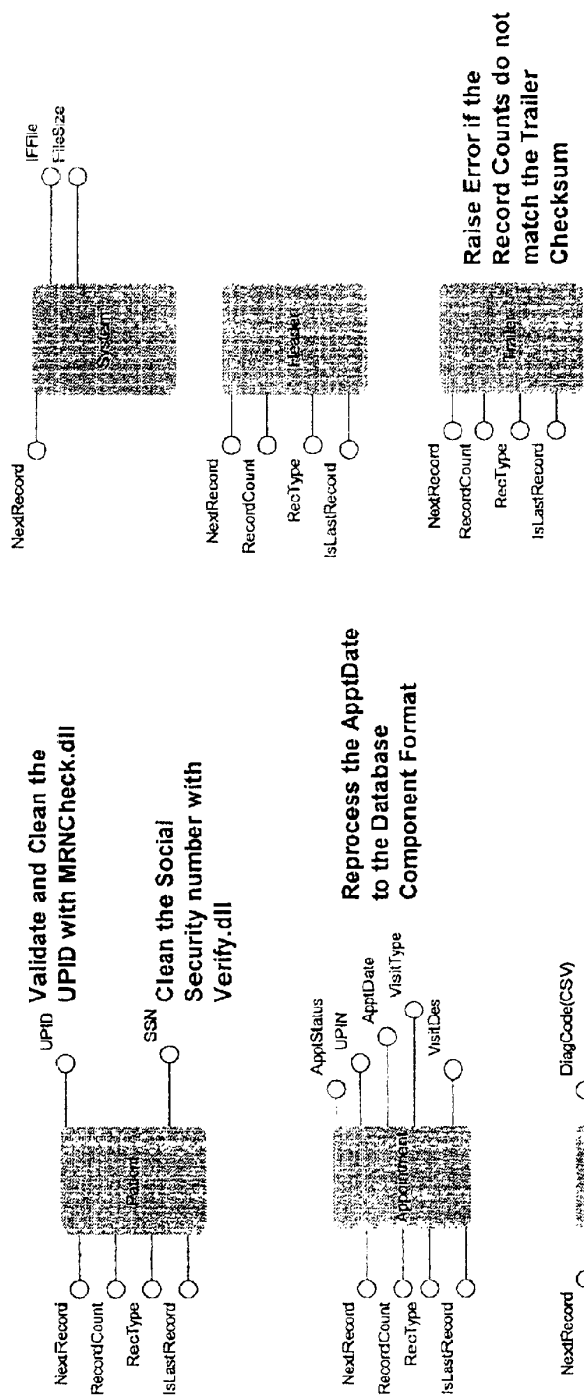 NextRecord
IFFile
FileSize
System
NextRecord
RecordCount
RecType
IsLastRecord
Header
NextRecord
RecordCount
RecType
IsLastRecord
Trailer
Raise Error if the
Record Counts do not
match the Trailer
Checksum
NextRecord
RecordCount
RecType
IsLastRecord
Patient
UPID
Validate and Clean the
UPID with MRNCheck.dll
SSN
Clean the Social
Security number with
Verify.dll
NextRecord
RecordCount
RecType
IsLastRecord
Appointment
ApptStatus
UPIN
ApptDate
VisitType
VisitDes
Reprocess the ApptDate
to the Database
Component Format
NextRecord
DiagCode(CSV)